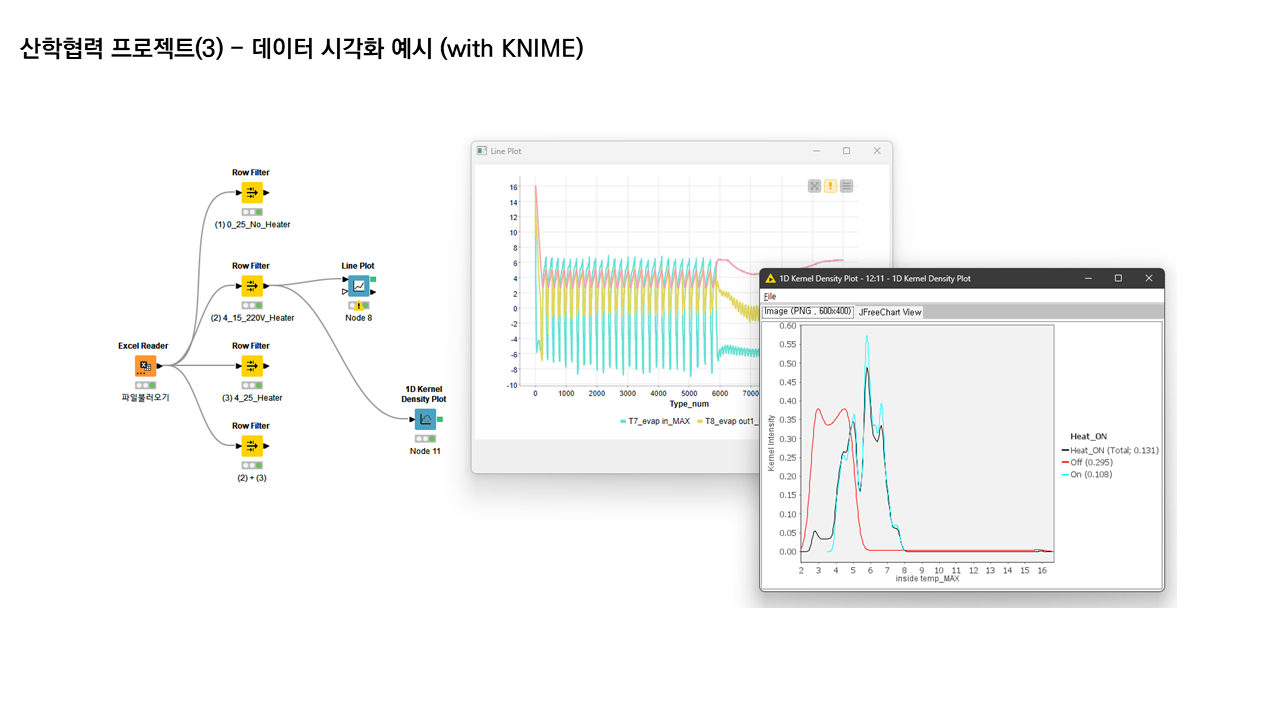 산학협력 프로젝트(3) – 데이터 시각화 예시 (with KNIME)
Row Filter
(1) 0_25_No_Heater
Row Filter
(2) 4_15_220V_Heater
Line Plot
Node 8
Excel Reader
파일불러오기
Row Filter
(3) 4_25_Heater
Row Filter
(2) + (3)
1D Kernel
Density Plot
Node 11
Line Plot
16
14
12
10
8
6
4
2
0
-2
-4
-6
-8
-10
0 1000 2000 3000 4000 5000 6000 7000
Type_num
T7_evap in_MAX T8_evap out1_
1D Kernel Density Plot - 12:11 - 1D Kernel Density Plot
File
Image (PNG , 600x400) JFreeChart View
0.60
0.55
0.50
0.45
0.40
0.35
0.30
0.25
0.20
0.15
0.10
0.05
0.00
Kernel Intensity
2 3 4 5 6 7 8 9 10 11 12 13 14 15 16
inside temp_MAX
Heat_ON
Heat_ON (Total; 0.131)
Off (0.295)
On (0.108)